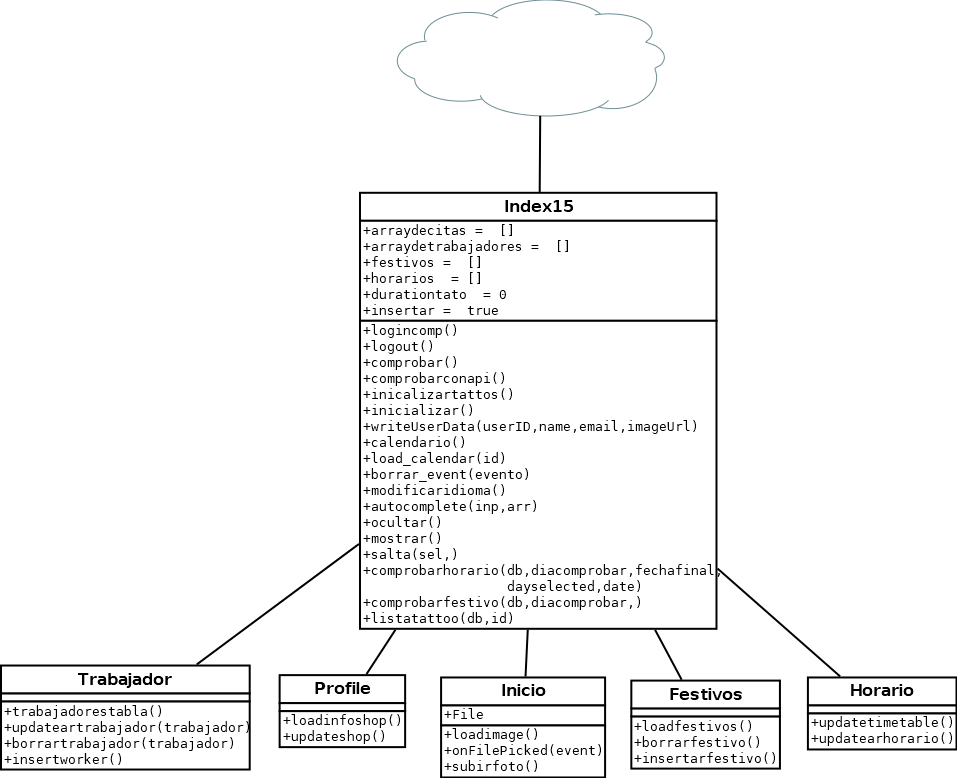 Index15
+arraydecitas =  []
+arraydetrabajadores =  []
+festivos =  []
+horarios  = []
+durationtato  = 0
+insertar =  true
+logincomp()
+logout()
+comprobar()
+comprobarconapi()
+inicalizartattos()
+inicializar()
+writeUserData(userID,name,email,imageUrl)
+calendario()
+load_calendar(id)
+borrar_event(evento)
+modificaridioma()
+autocomplete(inp,arr)
+ocultar()
+mostrar()
+salta(sel,)
+comprobarhorario(db,diacomprobar,fechafinal,
dayselected,date)
+comprobarfestivo(db,diacomprobar,)
+listatattoo(db,id)
Trabajador
+trabajadorestabla()
+updateartrabajador(trabajador)
+borrartrabajador(trabajador)
+insertworker()
Profile
+loadinfoshop()
+updateshop()
Inicio
+File
+loadimage()
+onFilePicked(event)
+subirfoto()
Festivos
+loadfestivos()
+borrarfestivo()
+insertarfestivo()
Horario
+updatetimetable()
+updatearhorario()